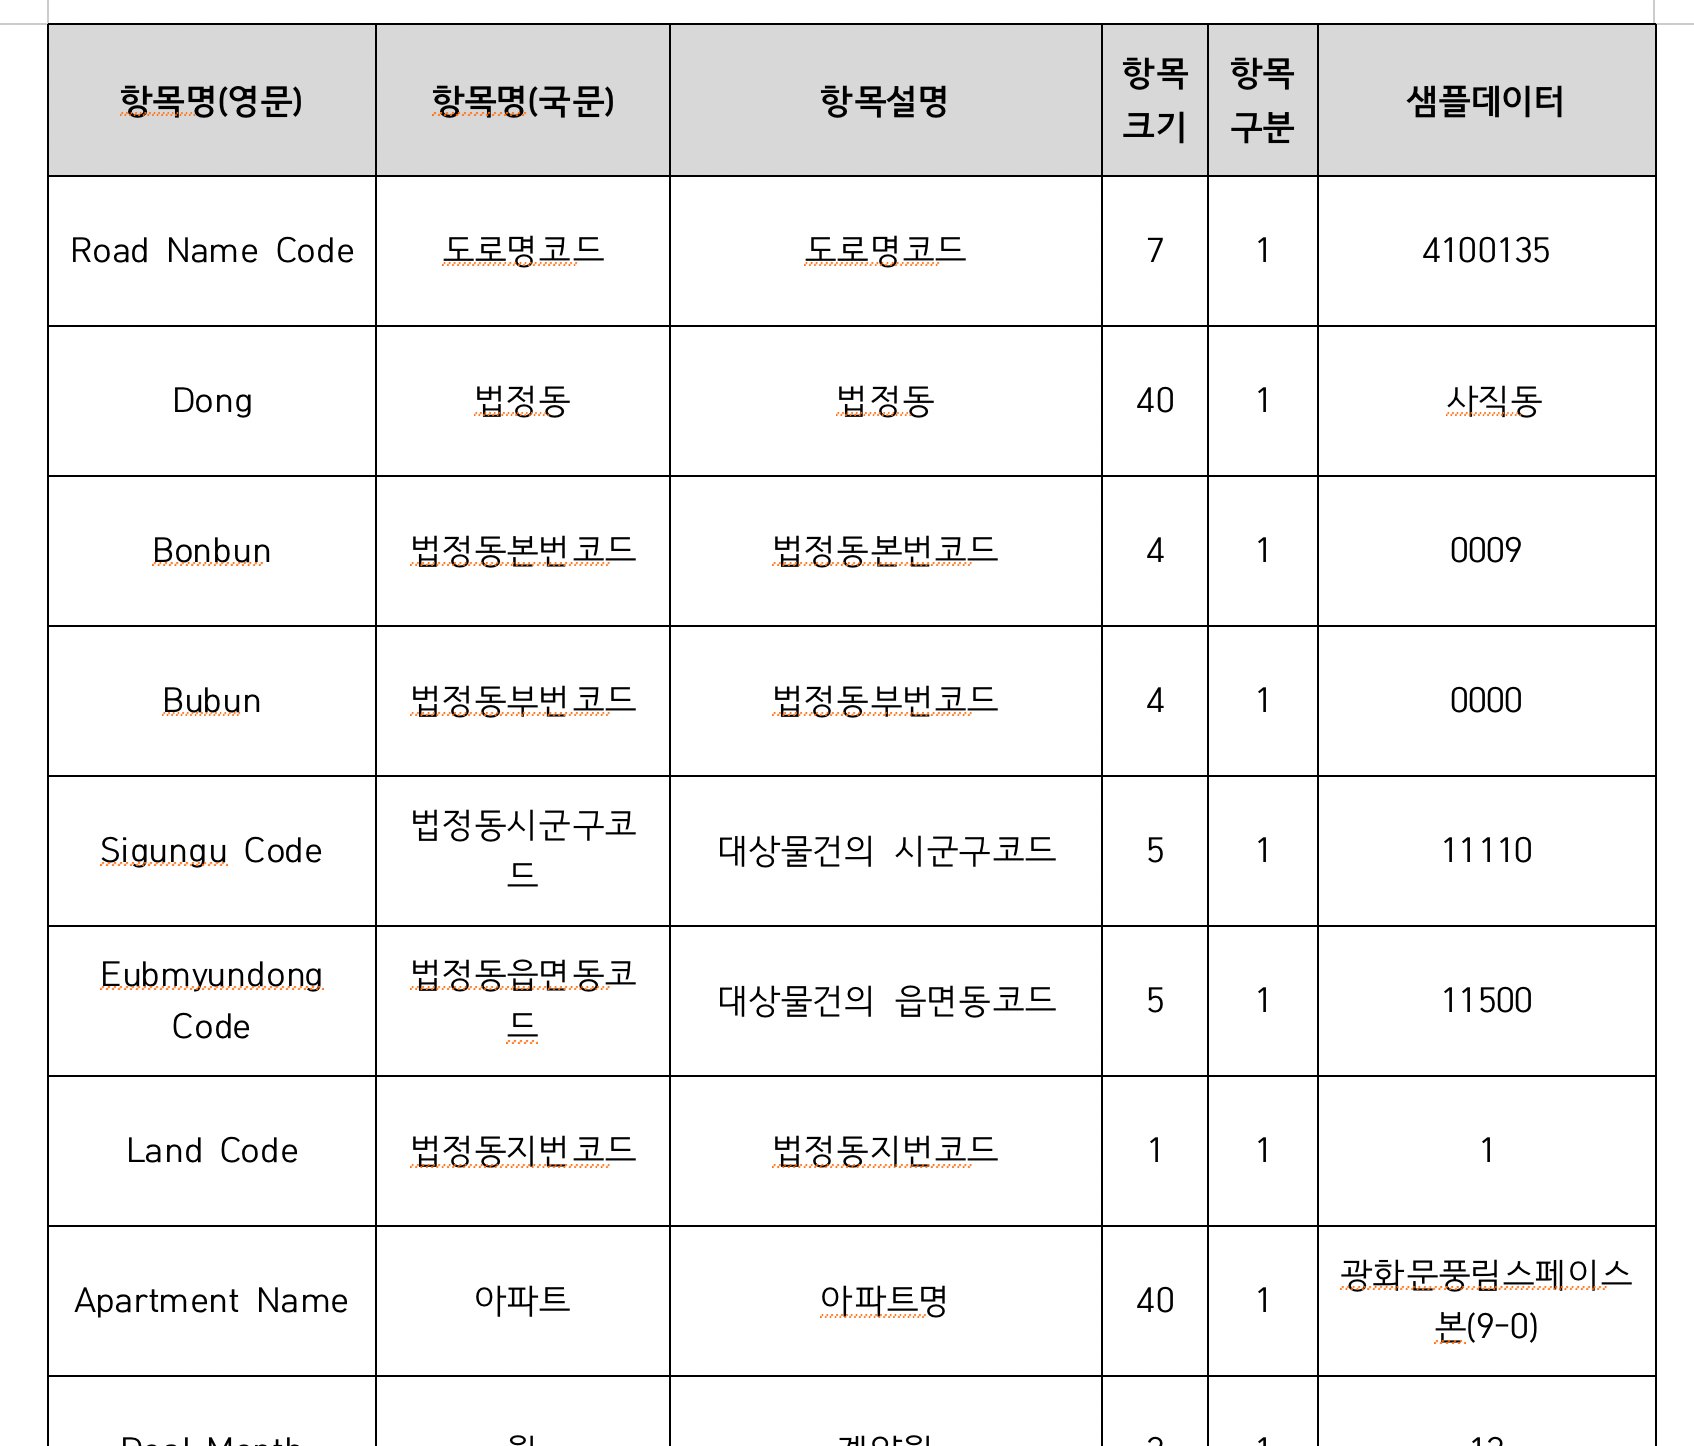 항목명(영문) 항목명(국문) 항목설명 항목 크기 항목 구분 샘플데이터
Road Name Code 도로명코드 도로명코드 7 1 4100135
Dong 법정동 법정동 40 1 사직동
Bonbun 법정동본번코드 법정동본번코드 4 1 0009
Bubun 법정동부번코드 법정동부번코드 4 1 0000
Sigungu Code 법정동시군구코드 대상물건의 시군구코드 5 1 11110
Eubmyundong Code 법정동읍면동코드 대상물건의 읍면동코드 5 1 11500
Land Code 법정동지번코드 법정동지번코드 1 1 1
Apartment Name 아파트 아파트명 40 1 광화문풍림스페이스본(9-0)
Deal Month 월 계약월 2 1 12